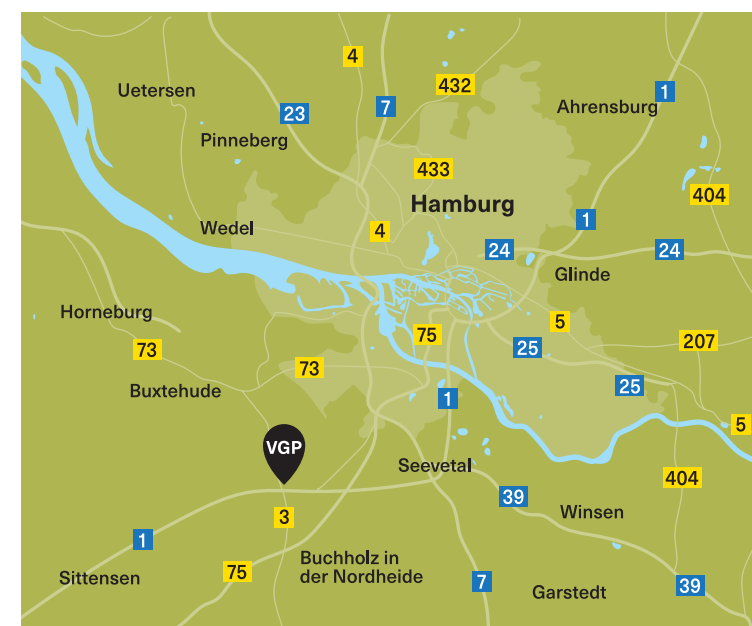 4
432
Uetersen
1
23
7
Ahrensburg
Pinneberg
433
404
Hamburg
Wedel
4
1
24
24
Glinde
Horneburg
5
75
207
73
25
73
25
Buxtehude
1
5
VGP
Seevetal
404
39
3
Winsen
1
Buchholz in
der Nordheide
75
Sittensen
7
Garstedt
39